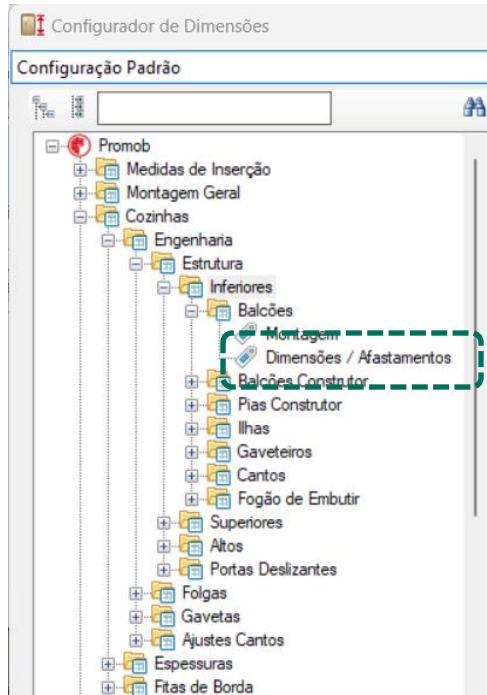 Configurador de Dimensões
Configuração Padrão
Promob
Medidas de Inserção
Montagem Geral
Cozinhas
Engenharia
Estrutura
Inferiores
Balcões
Montagem
Dimensões / Afastamentos
Balcões Construtor
Pias Construtor
Ilhas
Gaveteiros
Cantos
Fogão de Embutir
Superiores
Altos
Portas Deslizantes
Folgas
Gavetas
Ajustes Cantos
Espessuras
Fitas de Borda